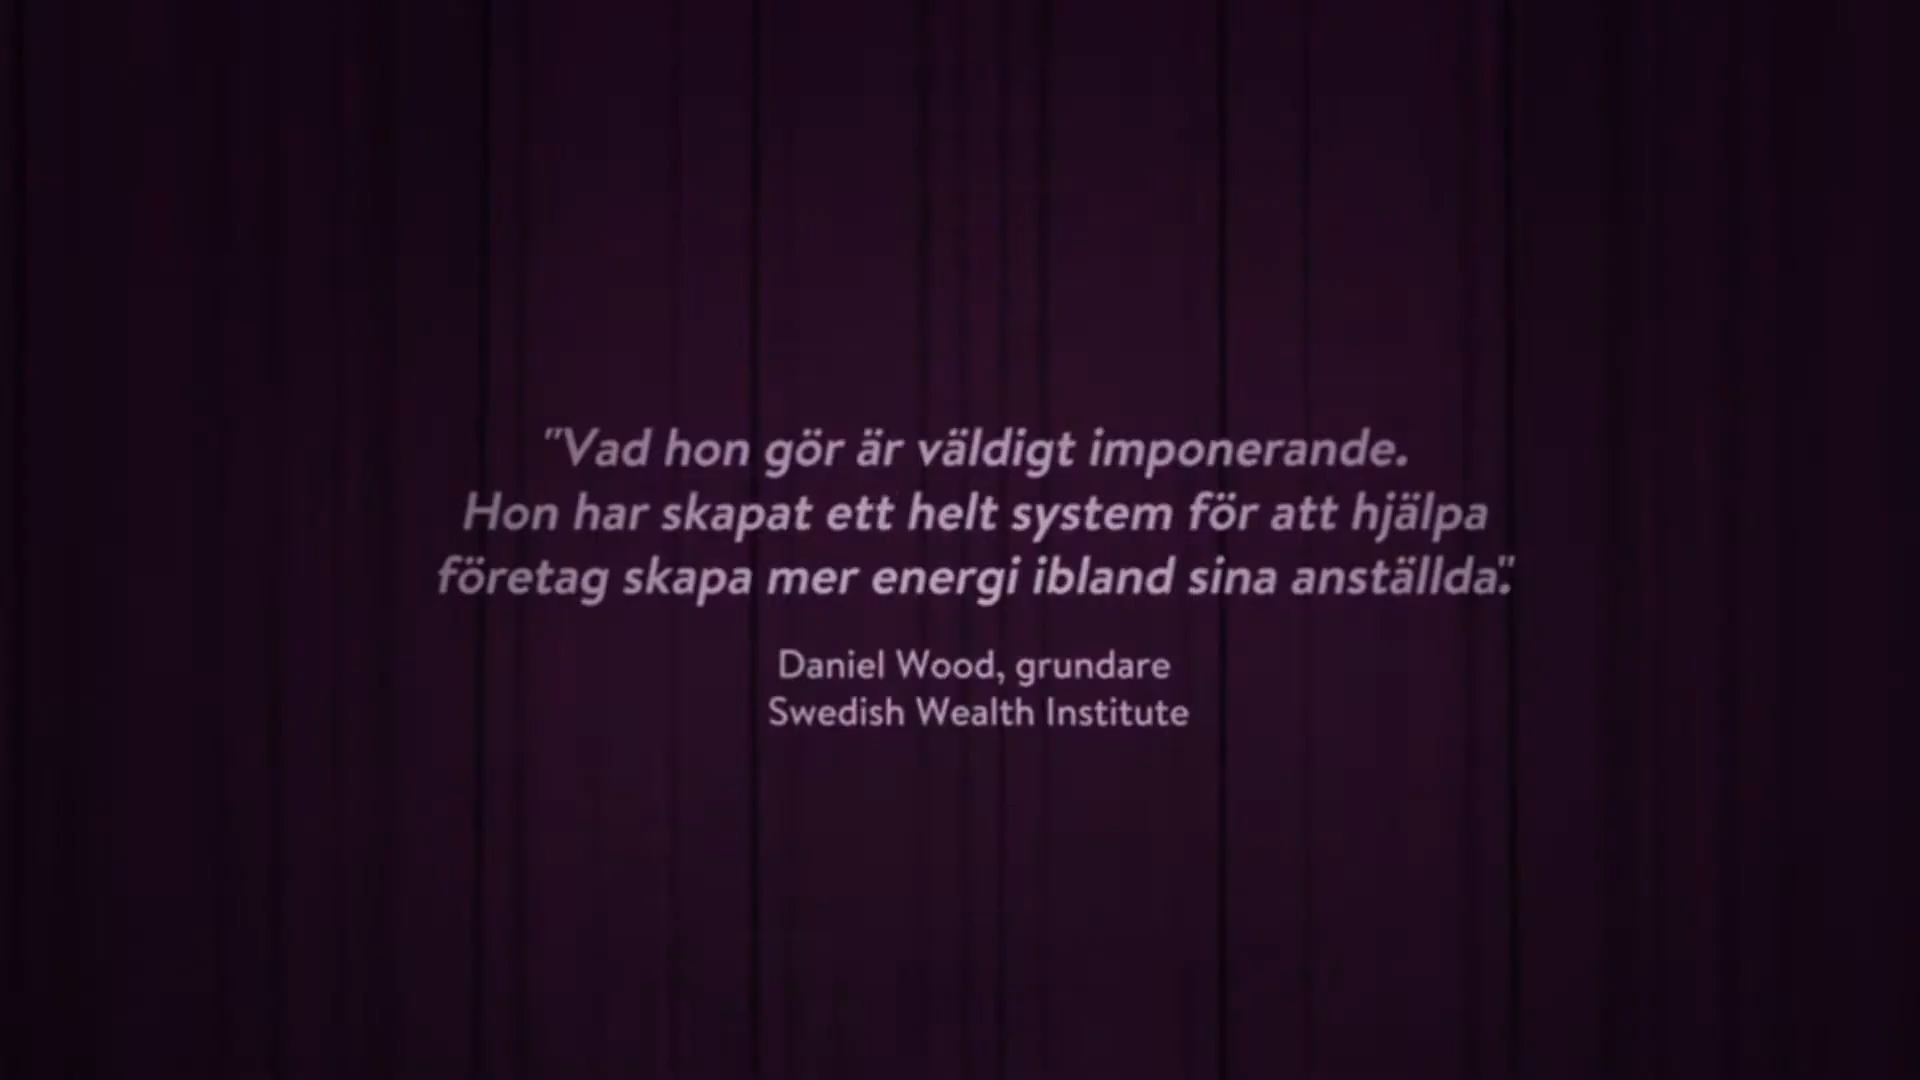 "Vad hon gör är väldigt imponerande.
Hon har skapat ett helt system för att hjälpa
företag skapa mer energi ibland sina anställda."
Daniel Wood, grundare
Swedish Wealth Institute